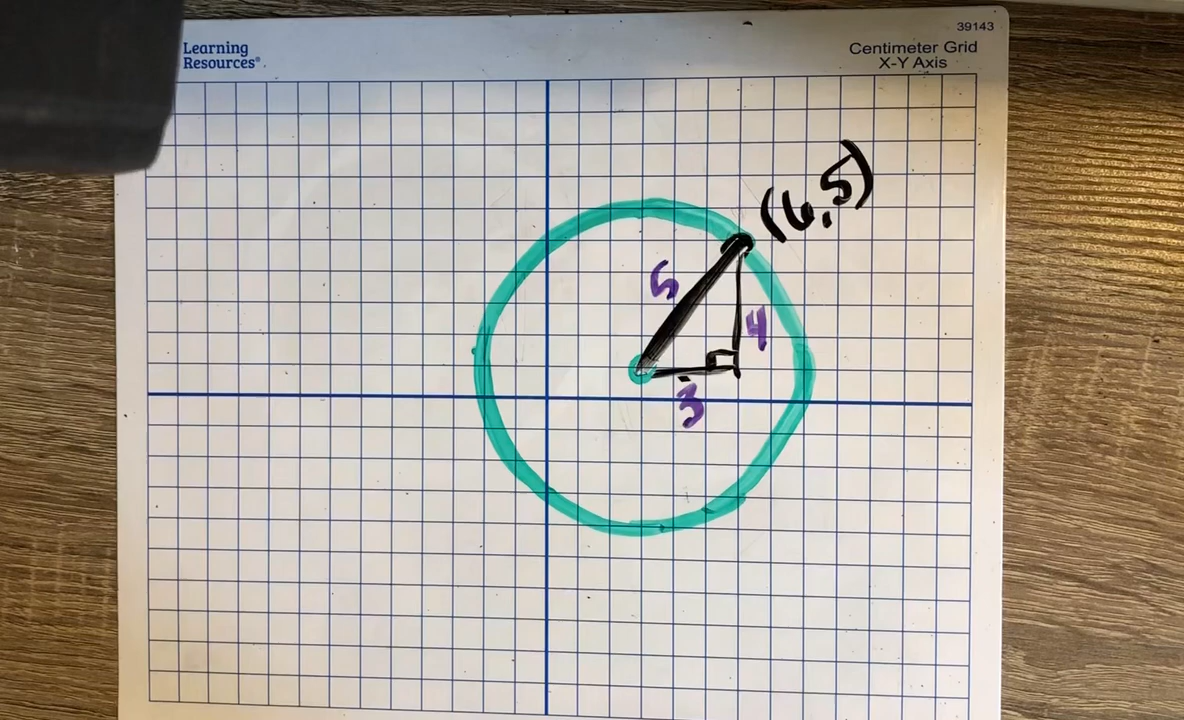 39143
Learning
Resources®
Centimeter Grid
X-Y Axis
(6,5)
5
4
3